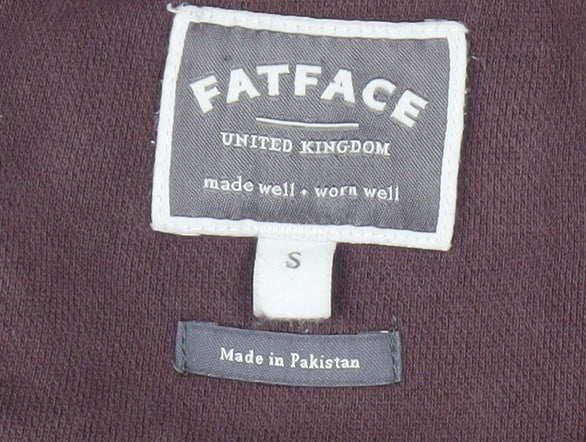 FATFACE
UNITED KINGDOM
made well • worn well
S
Made in Pakistan